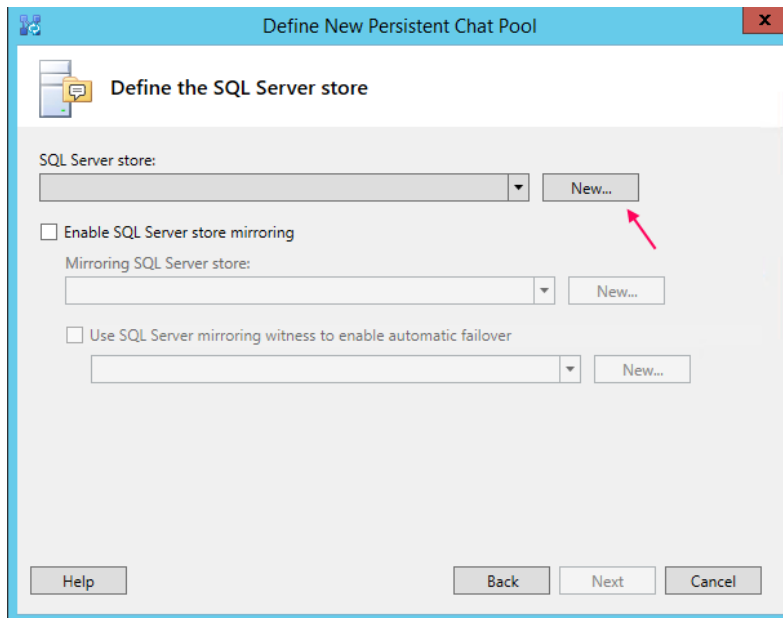 Define New Persistent Chat Pool
x
Define the SQL Server store
SQL Server store:
New...
Enable SQL Server store mirroring
Mirroring SQL Server store:
New...
Use SQL Server mirroring witness to enable automatic failover
New...
Help Back Next Cancel